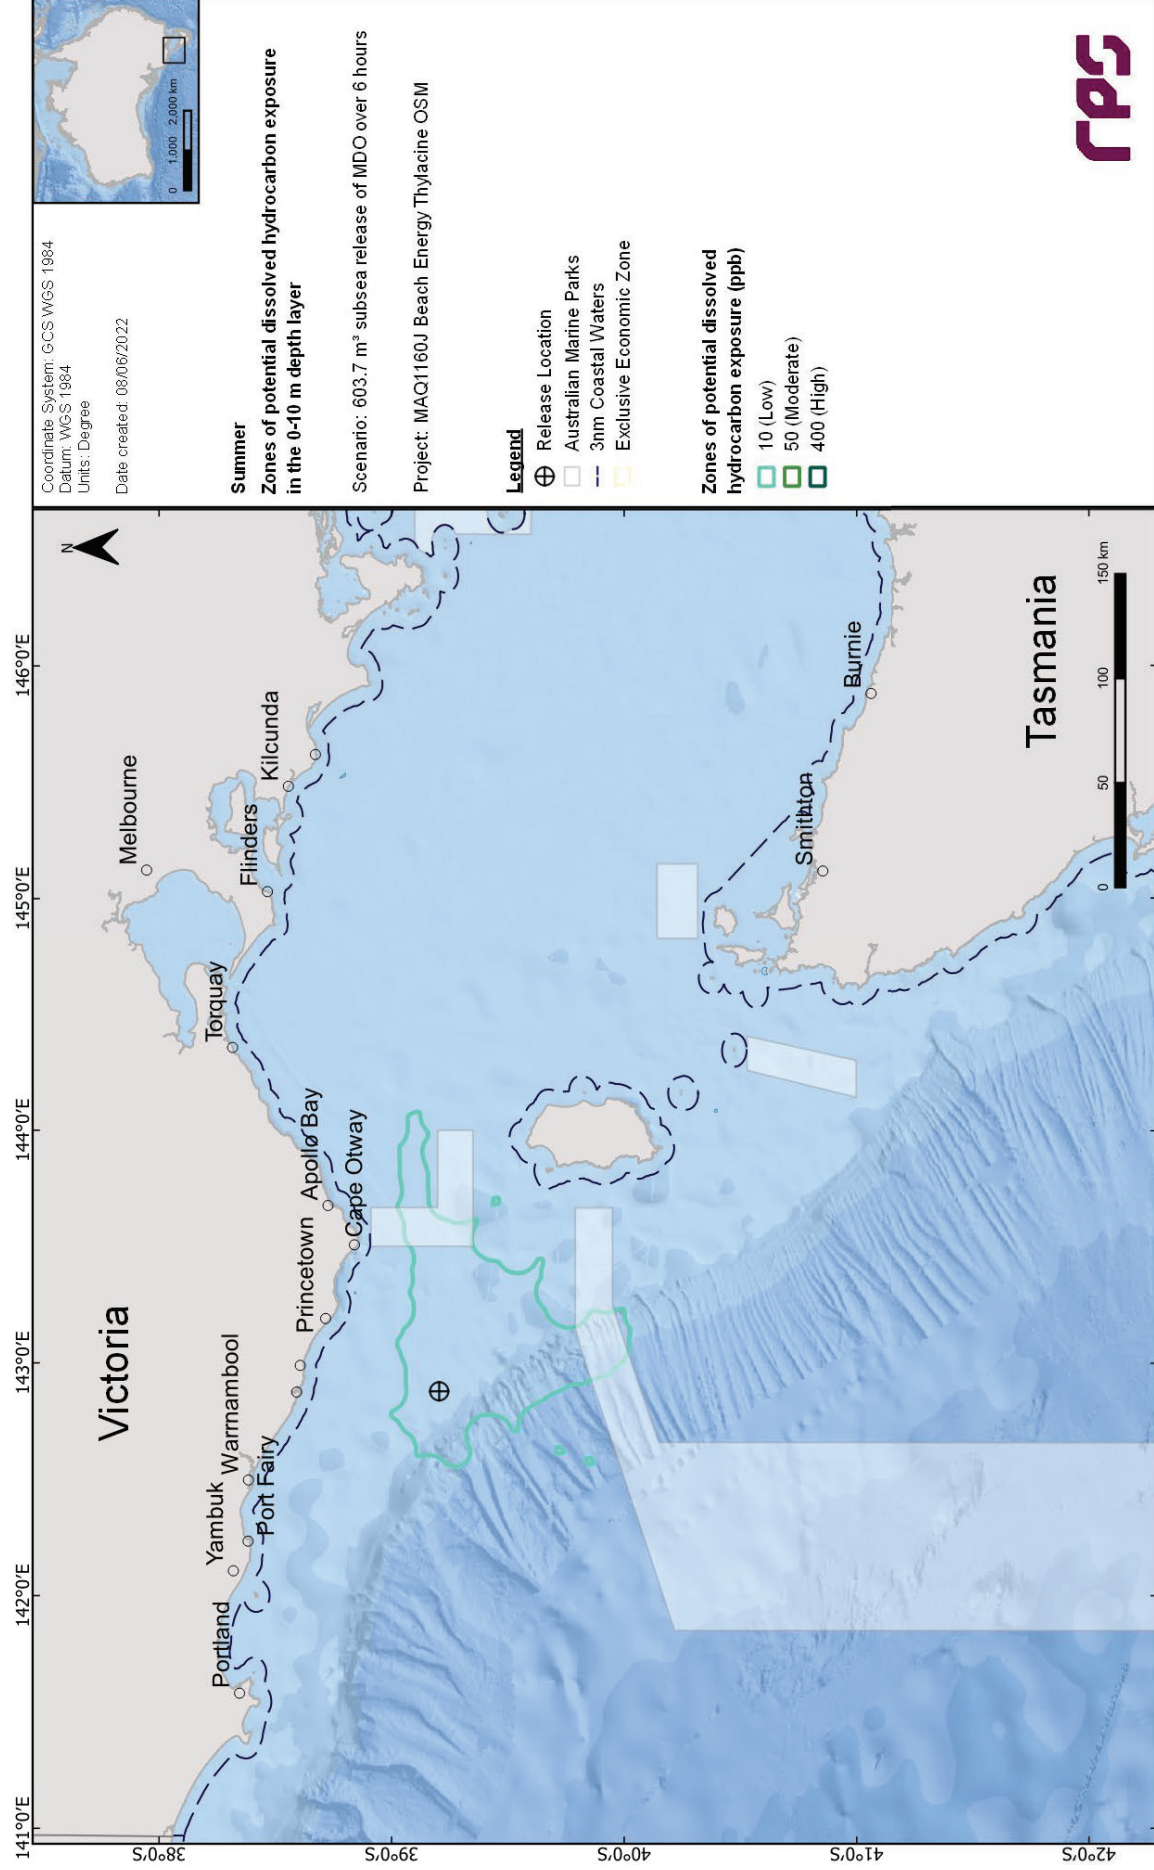 141°0'E
142°0'E
143°0'E
144°0'E
145°0'E
146°0'E
38°0'S
39°0'S
40°0'S
41°0'S
42°0'S
N
Victoria
Melbourne
Portland
Yambuk
Port Fairy
Warrnambool
Princetown
Cape Otway
Apollo Bay
Torquay
Flinders
Kilcunda
Smithton
Burnie
Tasmania
0 50 100 150 km
0 1,000 2,000 km
Coordinate System: GCS WGS 1984
Datum: WGS 1984
Units: Degree
Date created: 08/06/2022
Summer
Zones of potential dissolved hydrocarbon exposure
in the 0-10 m depth layer
Scenario: 603.7 m³ subsea release of MDO over 6 hours
Project: MAQ1160J Beach Energy Thylacine OSM
Legend
Release Location
Australian Marine Parks
3nm Coastal Waters
Exclusive Economic Zone
Zones of potential dissolved
hydrocarbon exposure (ppb)
10 (Low)
50 (Moderate)
400 (High)
rps